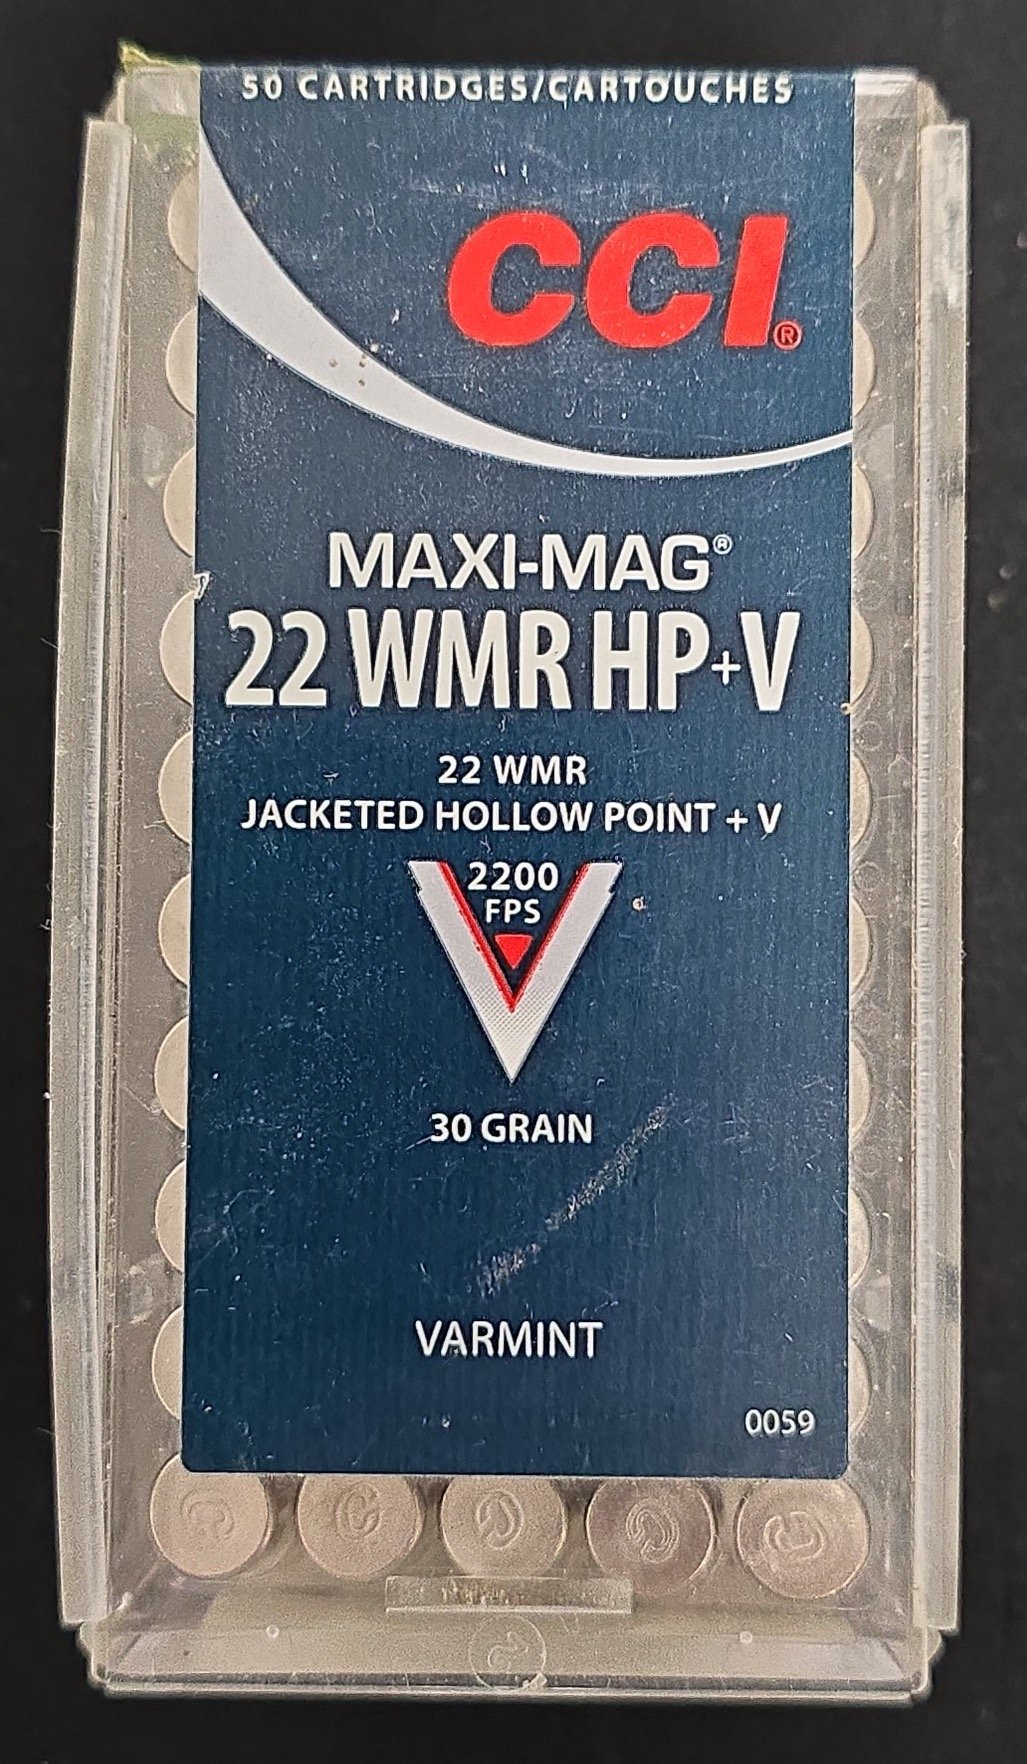 50 CARTRIDGES/CARTOUCHES
CCI®
MAXI-MAG®
22 WMR HP+V
22 WMR
JACKETED HOLLOW POINT + V
2200
FPS
30 GRAIN
VARMINT
0059
C C C C C